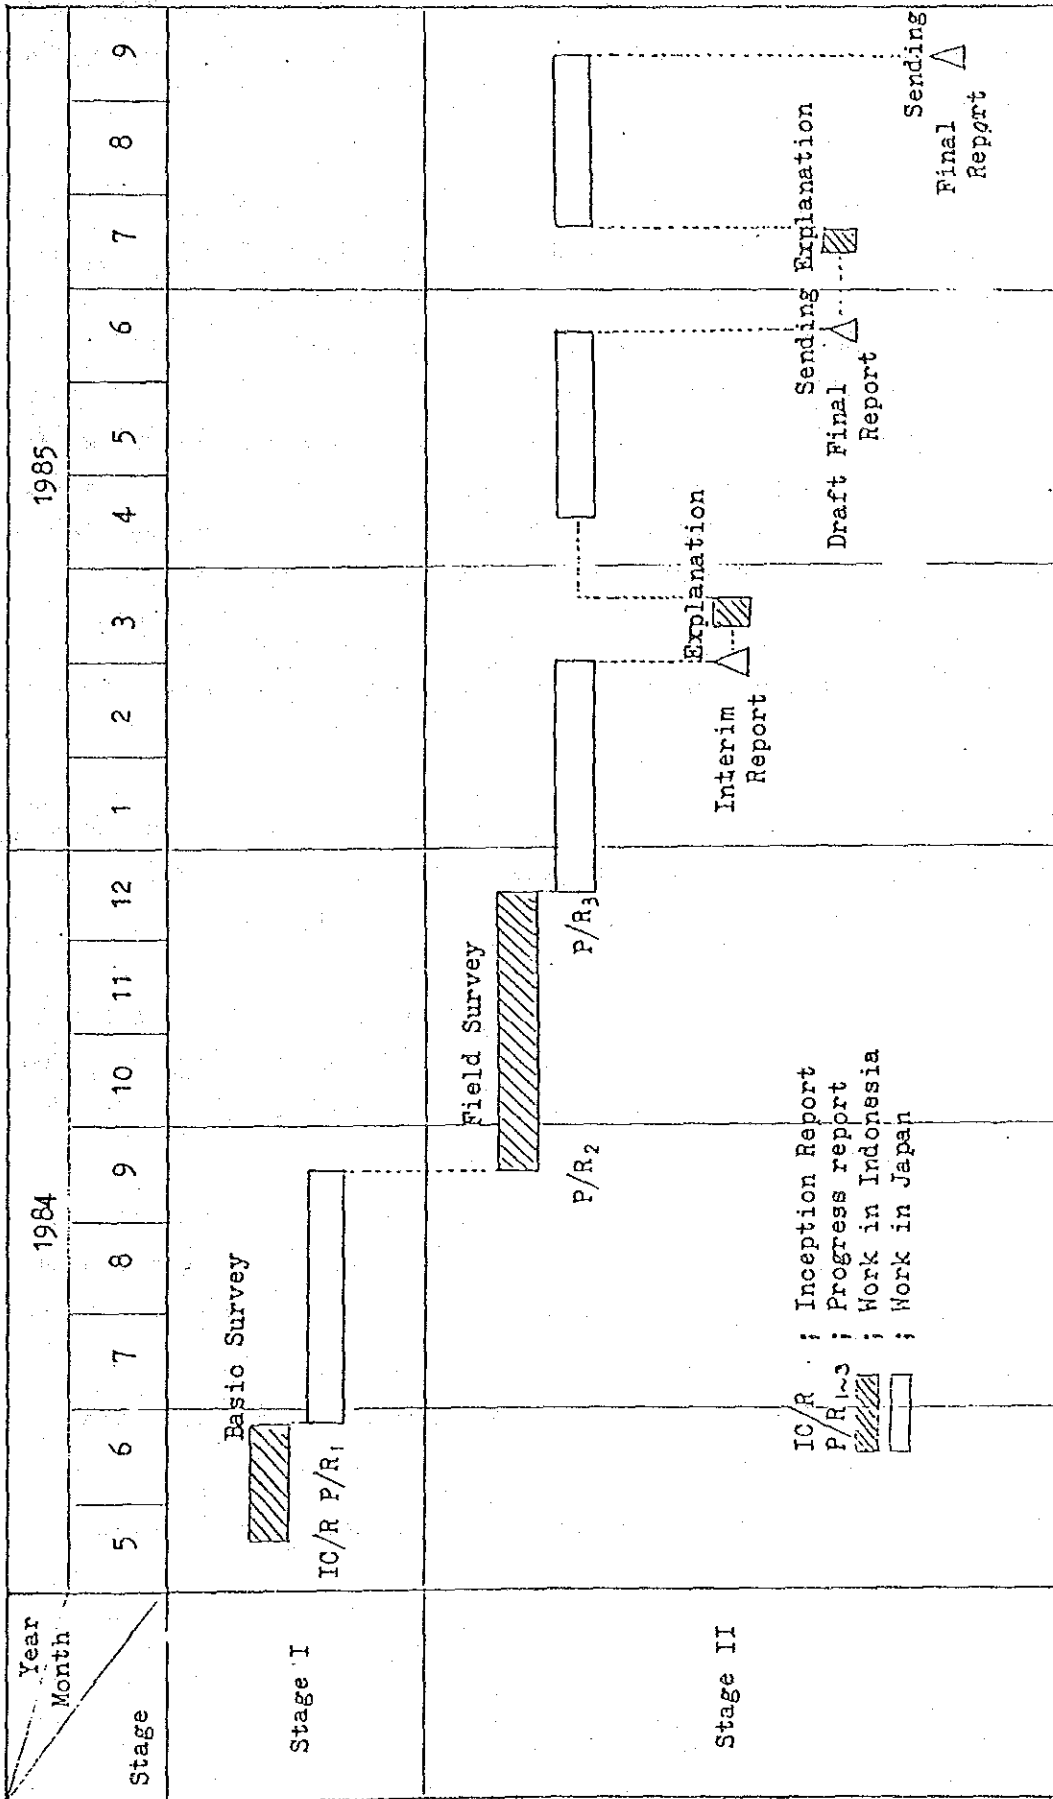 Year
Month
Stage
1984
1985
5 6 7 8 9 10 11 12 1 2 3 4 5 6 7 8 9
Stage I
Basic Survey
IC/R P/R1
Stage II
Field Survey
P/R2
P/R3
Explanation
Interim
Report
Sending Explanation
Draft Final
Report
Sending
Final
Report
IC/R ; Inception Report
P/R1~3 ; Progress report
; Work in Indonesia
; Work in Japan